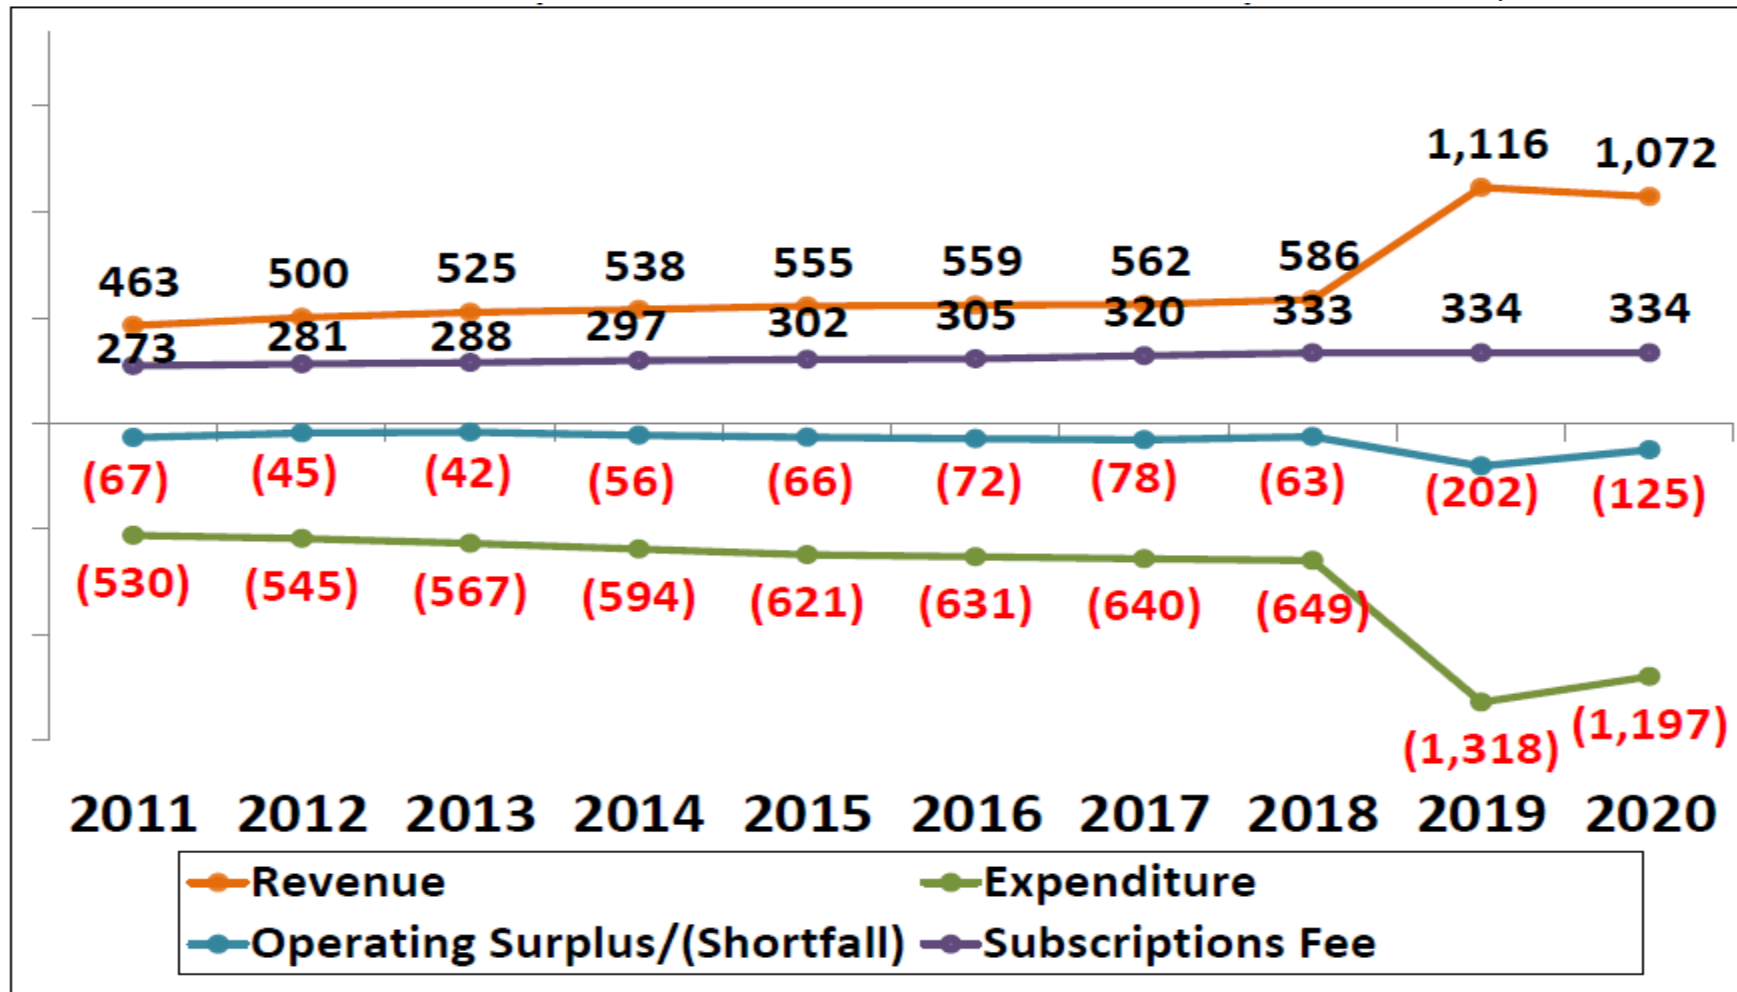 1,116 1,072
463 500 525 538 555 559 562 586
273 281 288 297 302 305 320 333 334 334
(67) (45) (42) (56) (66) (72) (78) (63) (202) (125)
(530) (545) (567) (594) (621) (631) (640) (649)
(1,318) (1,197)
2011 2012 2013 2014 2015 2016 2017 2018 2019 2020
Revenue Expenditure
Operating Surplus/(Shortfall) Subscriptions Fee